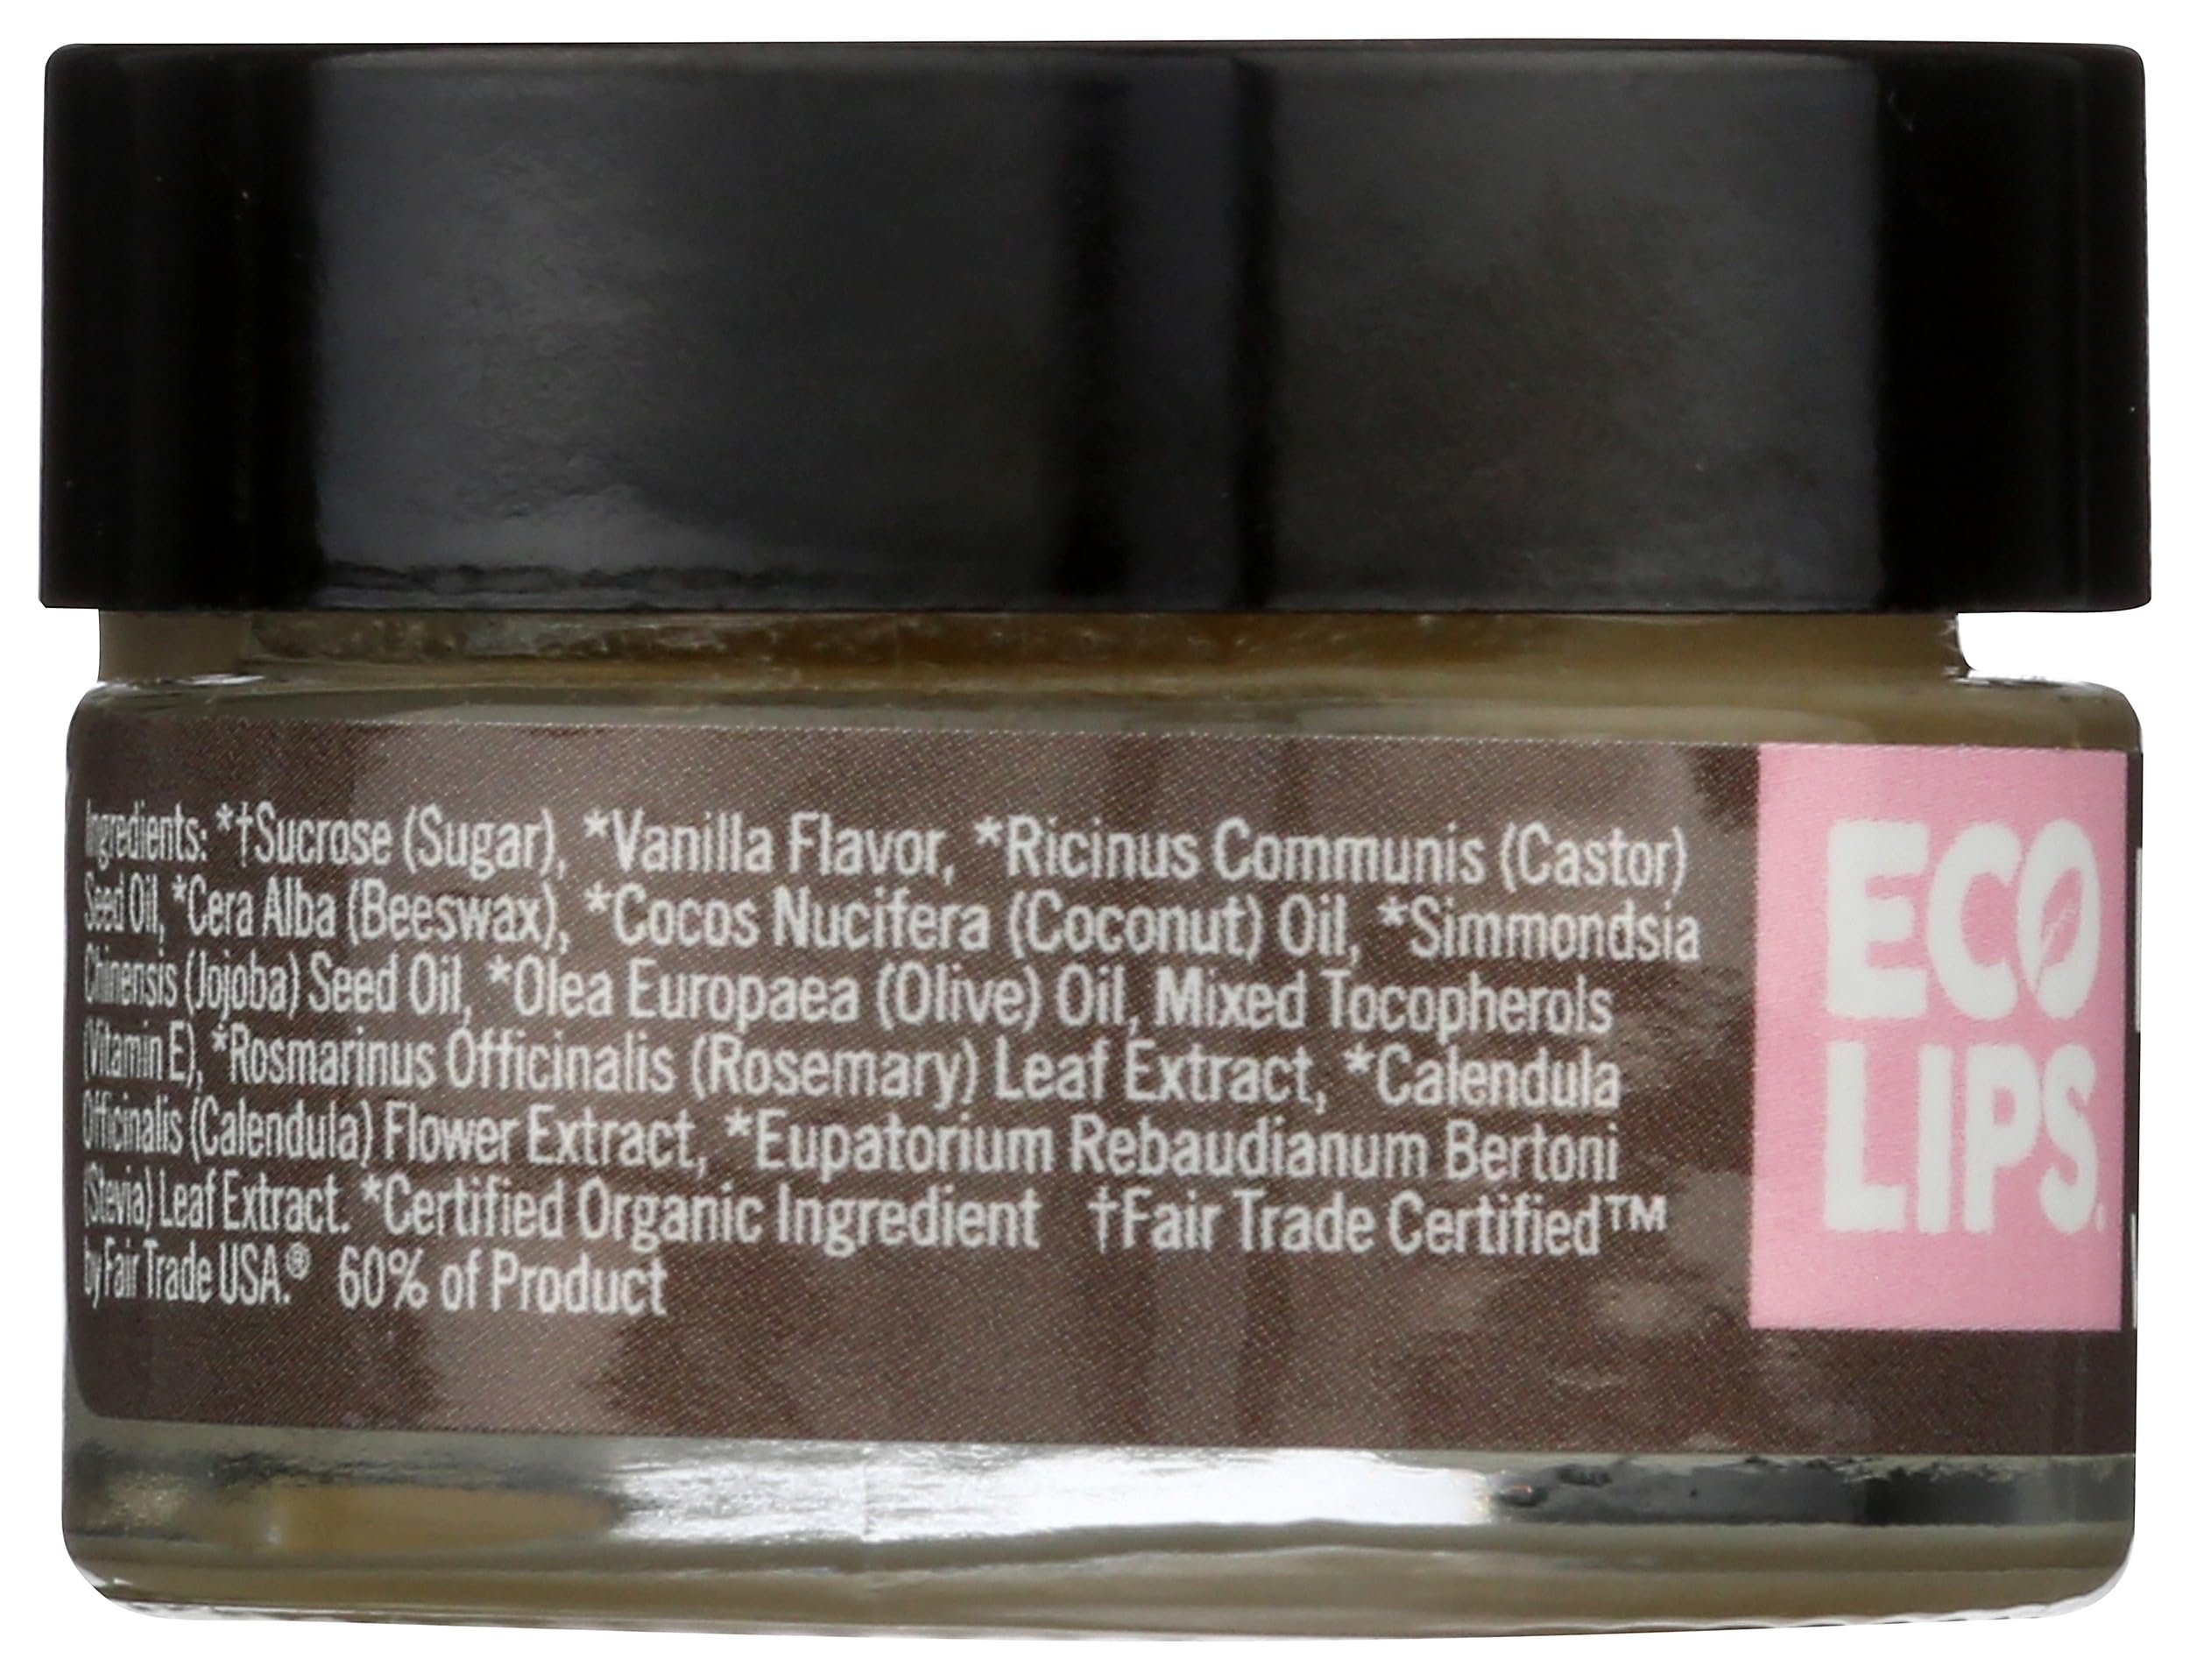 Ingredients: *†Sucrose (Sugar), *Vanilla Flavor, *Ricinus Communis (Castor)
Seed Oil, *Cera Alba (Beeswax), *Cocos Nucifera (Coconut) Oil, *Simmondsia
Chinensis (Jojoba) Seed Oil, *Olea Europaea (Olive) Oil, Mixed Tocopherols
(Vitamin E), *Rosmarinus Officinalis (Rosemary) Leaf Extract, *Calendula
Officinalis (Calendula) Flower Extract, *Eupatorium Rebaudianum Bertoni
(Stevia) Leaf Extract. *Certified Organic Ingredient †Fair Trade Certified™
by Fair Trade USA.® 60% of Product
ECO
LIPS®